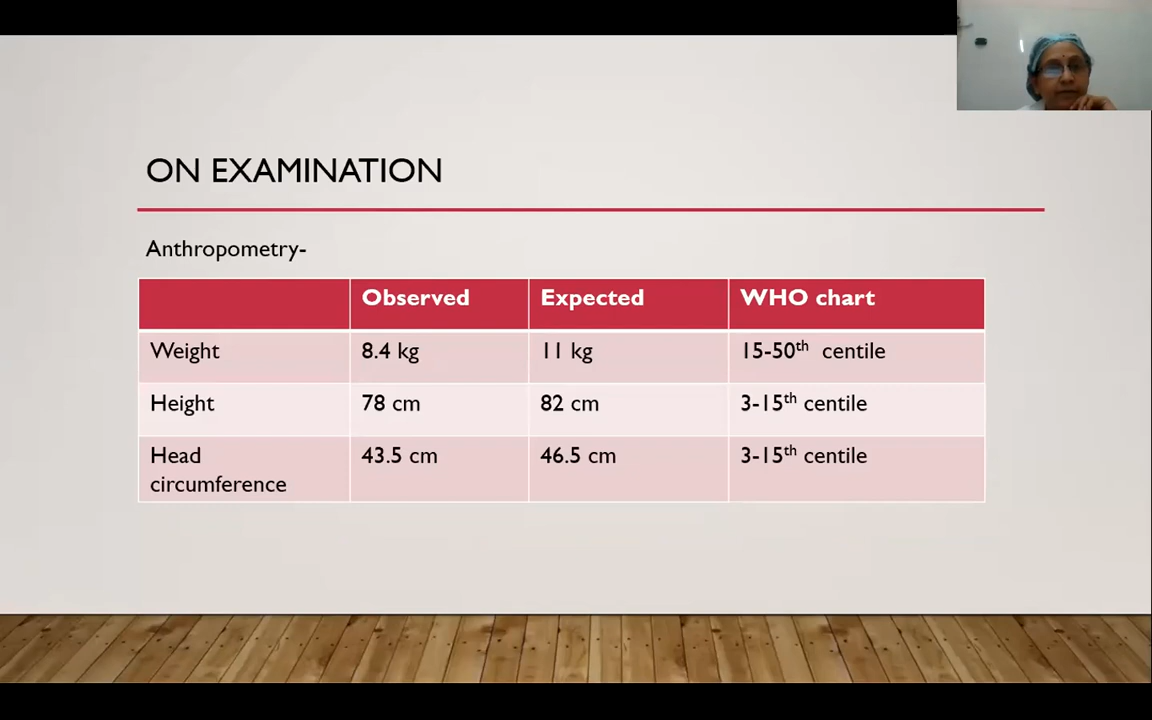 ON EXAMINATION
Anthropometry-
Observed Expected WHO chart
Weight 8.4 kg 11 kg 15-50th centile
Height 78 cm 82 cm 3-15th centile
Head circumference 43.5 cm 46.5 cm 3-15th centile